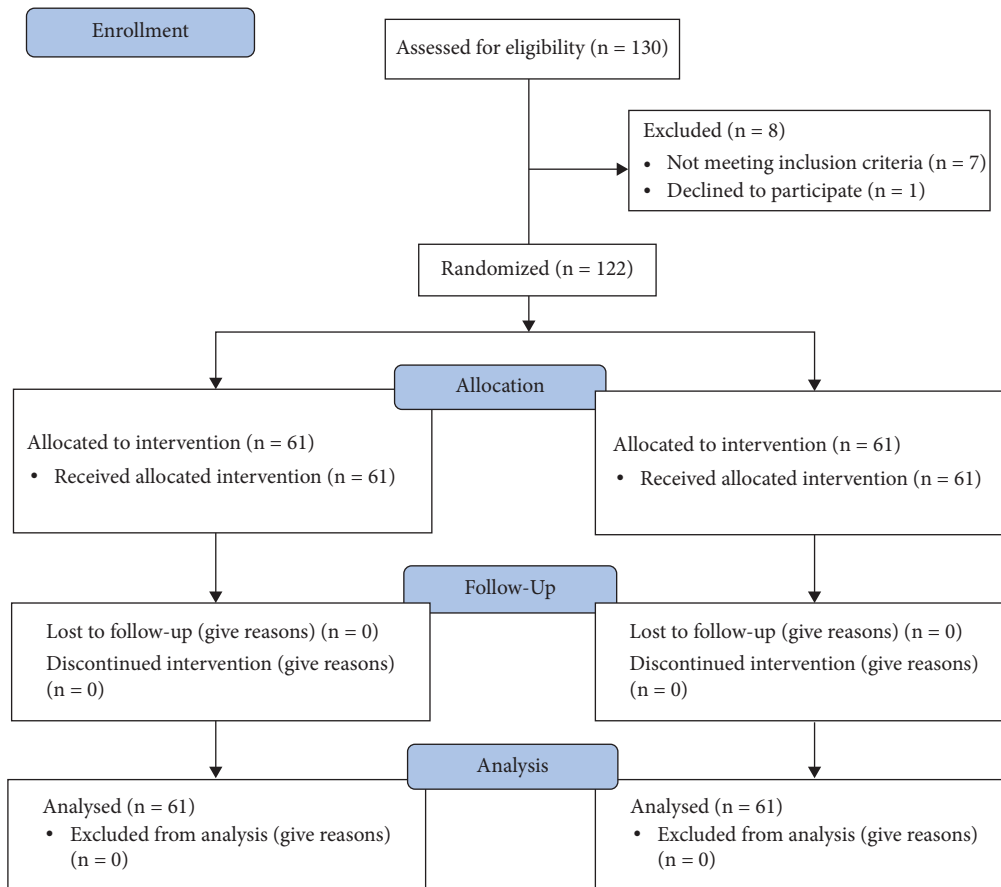 Enrollment
Assessed for eligibility (n = 130)
Excluded (n = 8)
• Not meeting inclusion criteria (n = 7)
• Declined to participate (n = 1)
Randomized (n = 122)
Allocation
Allocated to intervention (n = 61)
• Received allocated intervention (n = 61)
Allocated to intervention (n = 61)
• Received allocated intervention (n = 61)
Follow-Up
Lost to follow-up (give reasons) (n = 0)
Discontinued intervention (give reasons)
(n = 0)
Lost to follow-up (give reasons) (n = 0)
Discontinued intervention (give reasons)
(n = 0)
Analysis
Analysed (n = 61)
• Excluded from analysis (give reasons)
(n = 0)
Analysed (n = 61)
• Excluded from analysis (give reasons)
(n = 0)